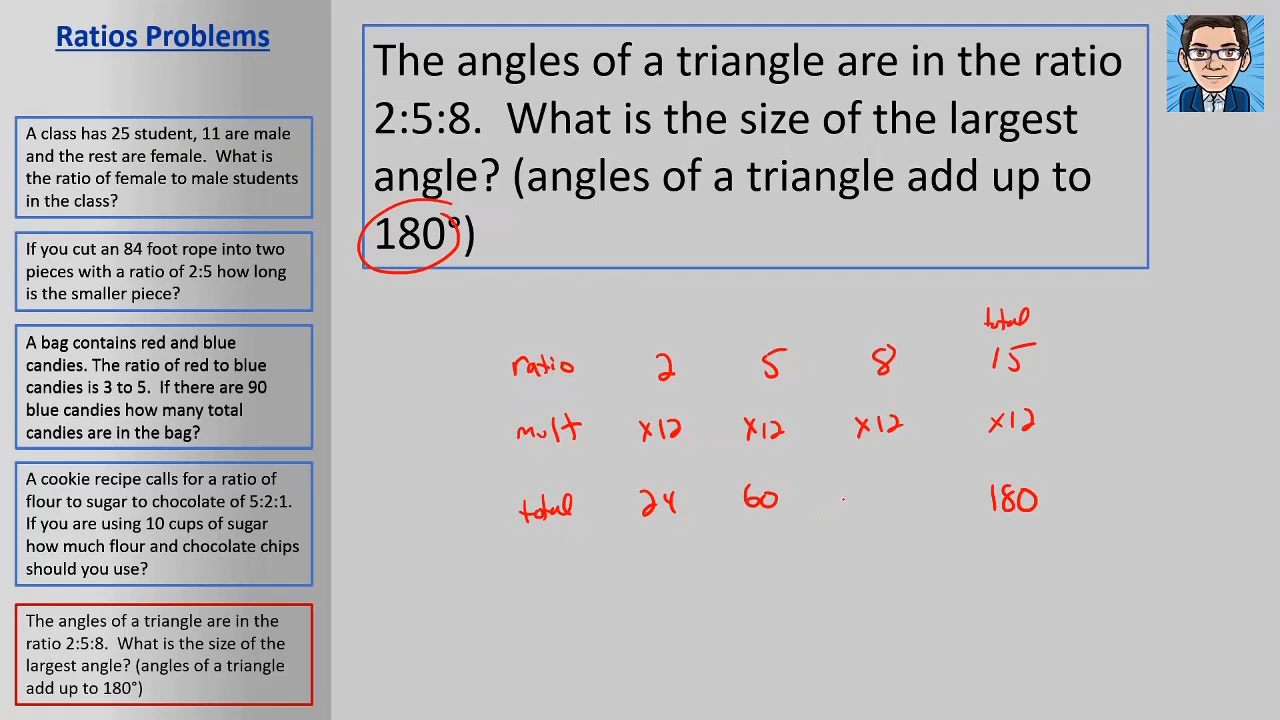 Ratios Problems
A class has 25 student, 11 are male
and the rest are female. What is
the ratio of female to male students
in the class?
If you cut an 84 foot rope into two
pieces with a ratio of 2:5 how long
is the smaller piece?
A bag contains red and blue
candies. The ratio of red to blue
candies is 3 to 5. If there are 90
blue candies how many total
candies are in the bag?
A cookie recipe calls for a ratio of
flour to sugar to chocolate of 5:2:1.
If you are using 10 cups of sugar
how much flour and chocolate chips
should you use?
The angles of a triangle are in the
ratio 2:5:8. What is the size of the
largest angle? (angles of a triangle
add up to 180°)
The angles of a triangle are in the ratio
2:5:8. What is the size of the largest
angle? (angles of a triangle add up to
180°)
total
ratio 2 5 8 15
mult x12 x12 x12 x12
total 24 60 180